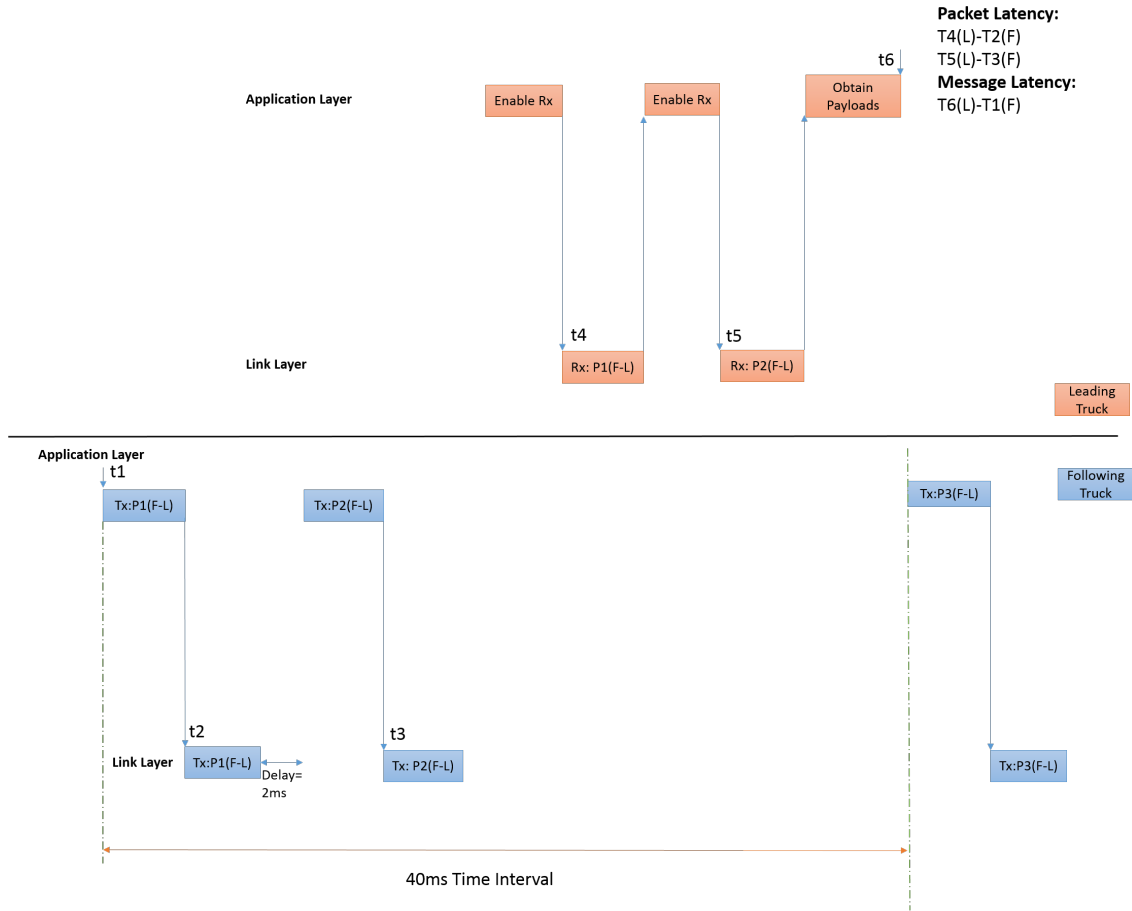 Packet Latency:
T4(L)-T2(F)
T5(L)-T3(F)
Message Latency:
T6(L)-T1(F)
t6
Application Layer
Enable Rx
Enable Rx
Obtain
Payloads
t4
t5
Link Layer
Rx: P1(F-L)
Rx: P2(F-L)
Leading
Truck
Application Layer
t1
Following
Truck
Tx:P1(F-L)
Tx:P2(F-L)
Tx:P3(F-L)
t2
t3
Link Layer
Tx:P1(F-L)
Delay=
2ms
Tx: P2(F-L)
Tx:P3(F-L)
40ms Time Interval